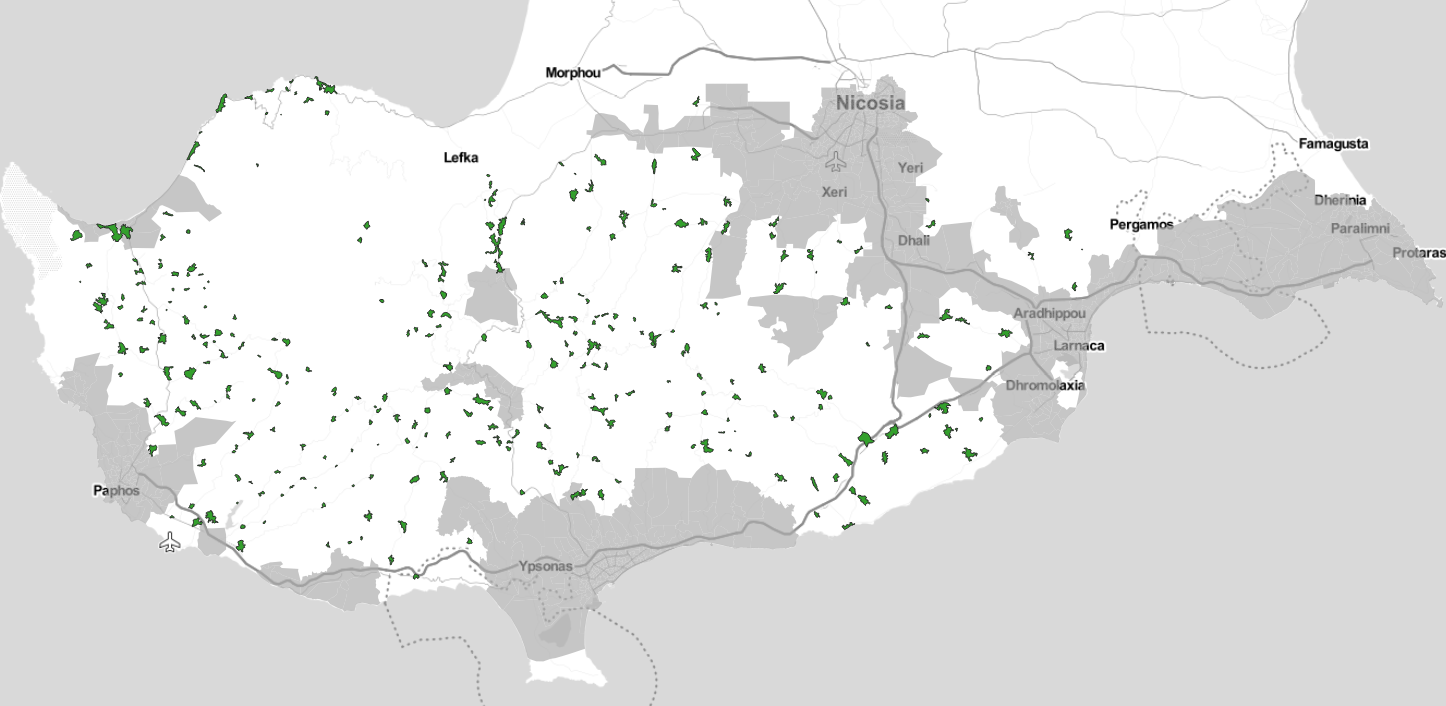 Morphou
Nicosia
Famagusta
Lefka
Yeri
Xeri
Dherinia
Pergamos
Paralimni
Dhali
Protaras
Aradhippou
Larnaca
Dhromolaxia
Paphos
Ypsonas